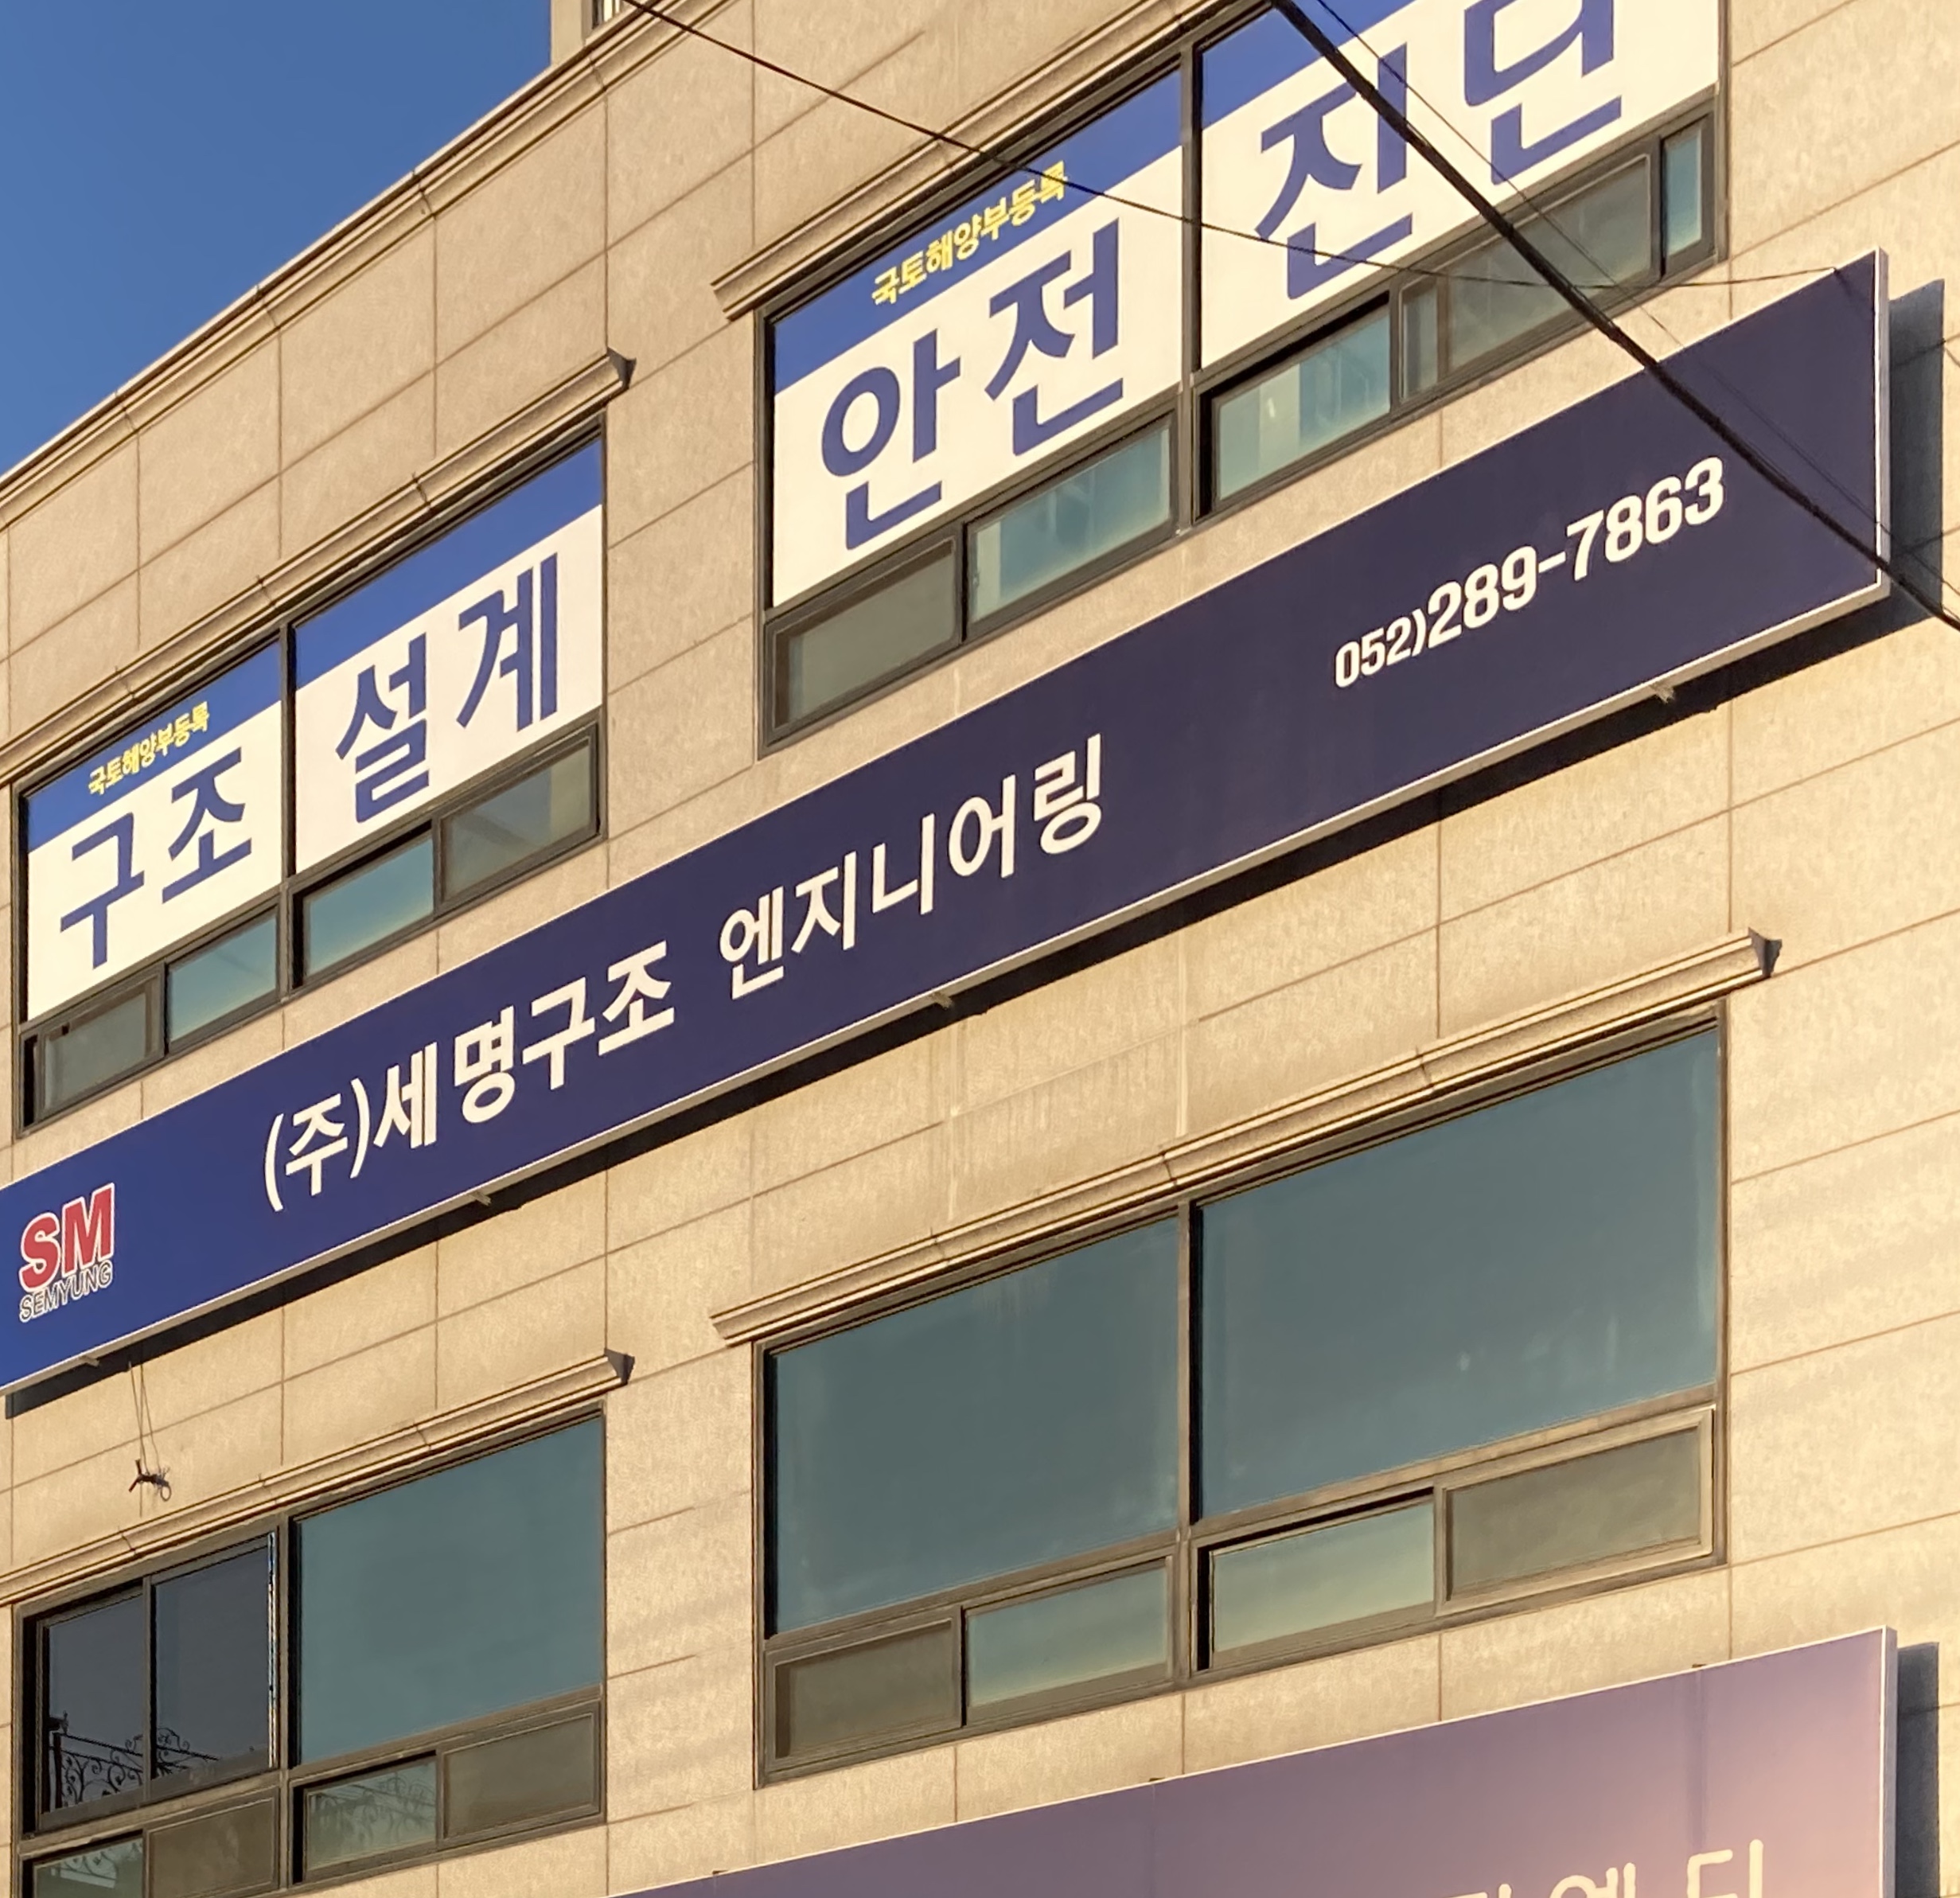 국토해양부등록
구조 설계
국토해양부등록
안전 진단
SM
SEMYUNG
(주)세명구조 엔지니어링
052)289-7863